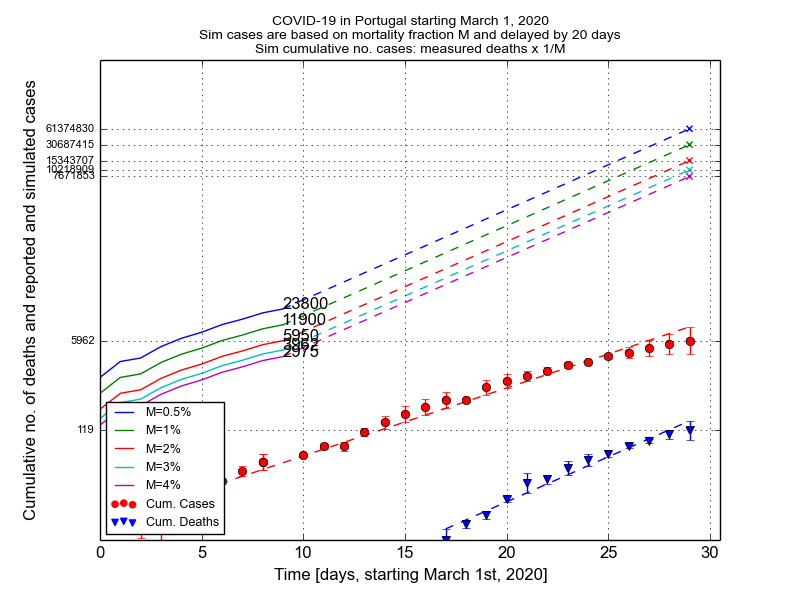 COVID-19 in Portugal starting March 1, 2020
Sim cases are based on mortality fraction M and delayed by 20 days
Sim cumulative no. cases: measured deaths x 1/M
Cumulative no. of deaths and reported and simulated cases
61374830
30687415
15343707
10218909
7671853
5962
119
23800
11900
5950
2975
M=0.5%
M=1%
M=2%
M=3%
M=4%
Cum. Cases
Cum. Deaths
0 5 10 15 20 25 30
Time [days, starting March 1st, 2020]